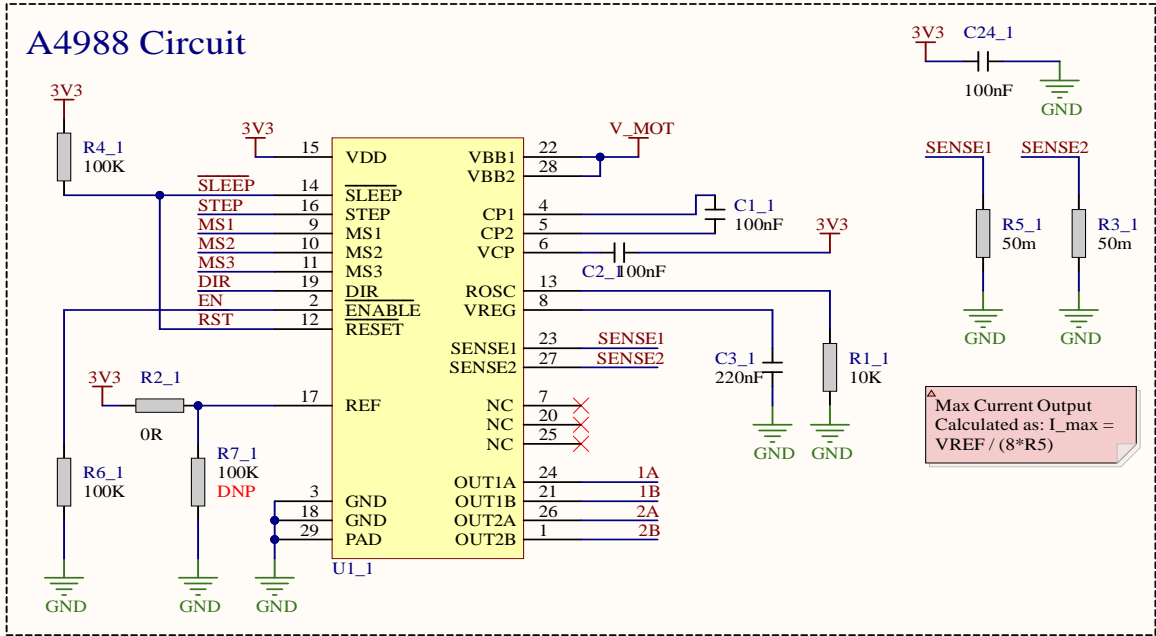 A4988 Circuit
3V3
R4_1
100K
3V3
SLEEP
STEP
MS1
MS2
MS3
DIR
EN
RST
15
14
16
9
10
11
19
2
12
17
3
18
29
VDD
SLEEP
STEP
MS1
MS2
MS3
DIR
ENABLE
RESET
REF
GND
GND
PAD
VBB1
VBB2
CP1
CP2
VCP
ROSC
VREG
SENSE1
SENSE2
NC
NC
NC
OUT1A
OUT1B
OUT2A
OUT2B
22
28
4
5
6
13
8
23
27
7
20
25
24
21
26
1
U1_1
3V3
R2_1
0R
R6_1
100K
R7_1
100K
DNP
GND
GND
GND
V_MOT
C1_1
100nF
3V3
C2_1
100nF
SENSE1
SENSE2
C3_1
220nF
R1_1
10K
GND
GND
1A
1B
2A
2B
3V3
C24_1
100nF
GND
SENSE1
SENSE2
R5_1
50m
R3_1
50m
GND
GND
Max Current Output
Calculated as: I_max =
VREF / (8*R5)